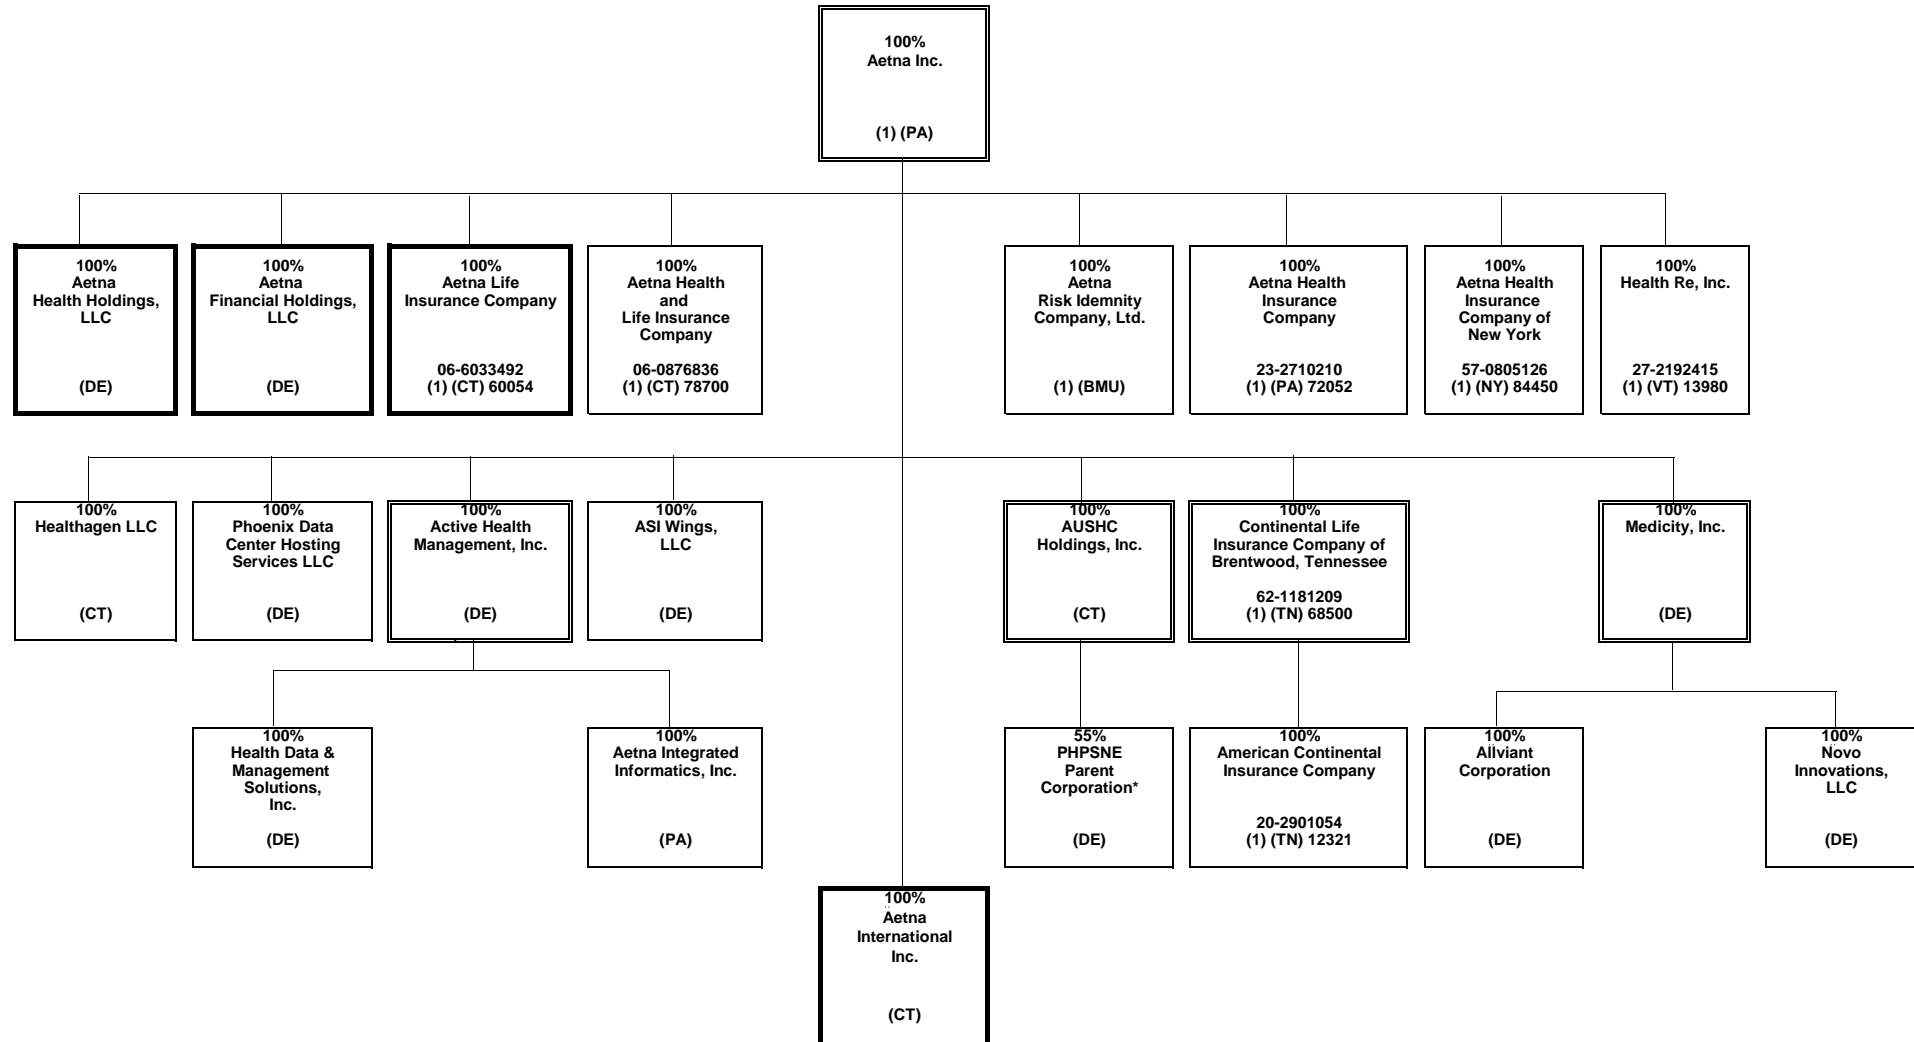 100%
Aetna Inc.
(1) (PA)
100%
Aetna
Health Holdings,
LLC
(DE)
100%
Aetna
Financial Holdings,
LLC
(DE)
100%
Aetna Life
Insurance Company
06-6033492
(1) (CT) 60054
100%
Aetna Health
and
Life Insurance
Company
06-0876836
(1) (CT) 78700
100%
Aetna
Risk Idemnity
Company, Ltd.
(1) (BMU)
100%
Aetna Health
Insurance
Company
23-2710210
(1) (PA) 72052
100%
Aetna Health
Insurance
Company of
New York
57-0805126
(1) (NY) 84450
100%
Health Re, Inc.
27-2192415
(1) (VT) 13980
100%
Healthagen LLC
(CT)
100%
Phoenix Data
Center Hosting
Services LLC
(DE)
100%
Active Health
Management, Inc.
(DE)
100%
ASI Wings,
LLC
(DE)
100%
AUSHC
Holdings, Inc.
(CT)
100%
Continental Life
Insurance Company of
Brentwood, Tennessee
62-1181209
(1) (TN) 68500
100%
Medicity, Inc.
(DE)
100%
Health Data &
Management
Solutions,
Inc.
(DE)
100%
Aetna Integrated
Informatics, Inc.
(PA)
55%
PHPSNE
Parent
Corporation*
(DE)
100%
American Continental
Insurance Company
20-2901054
(1) (TN) 12321
100%
Allviant
Corporation
(DE)
100%
Novo
Innovations,
LLC
(DE)
100%
Aetna
International
Inc.
(CT)